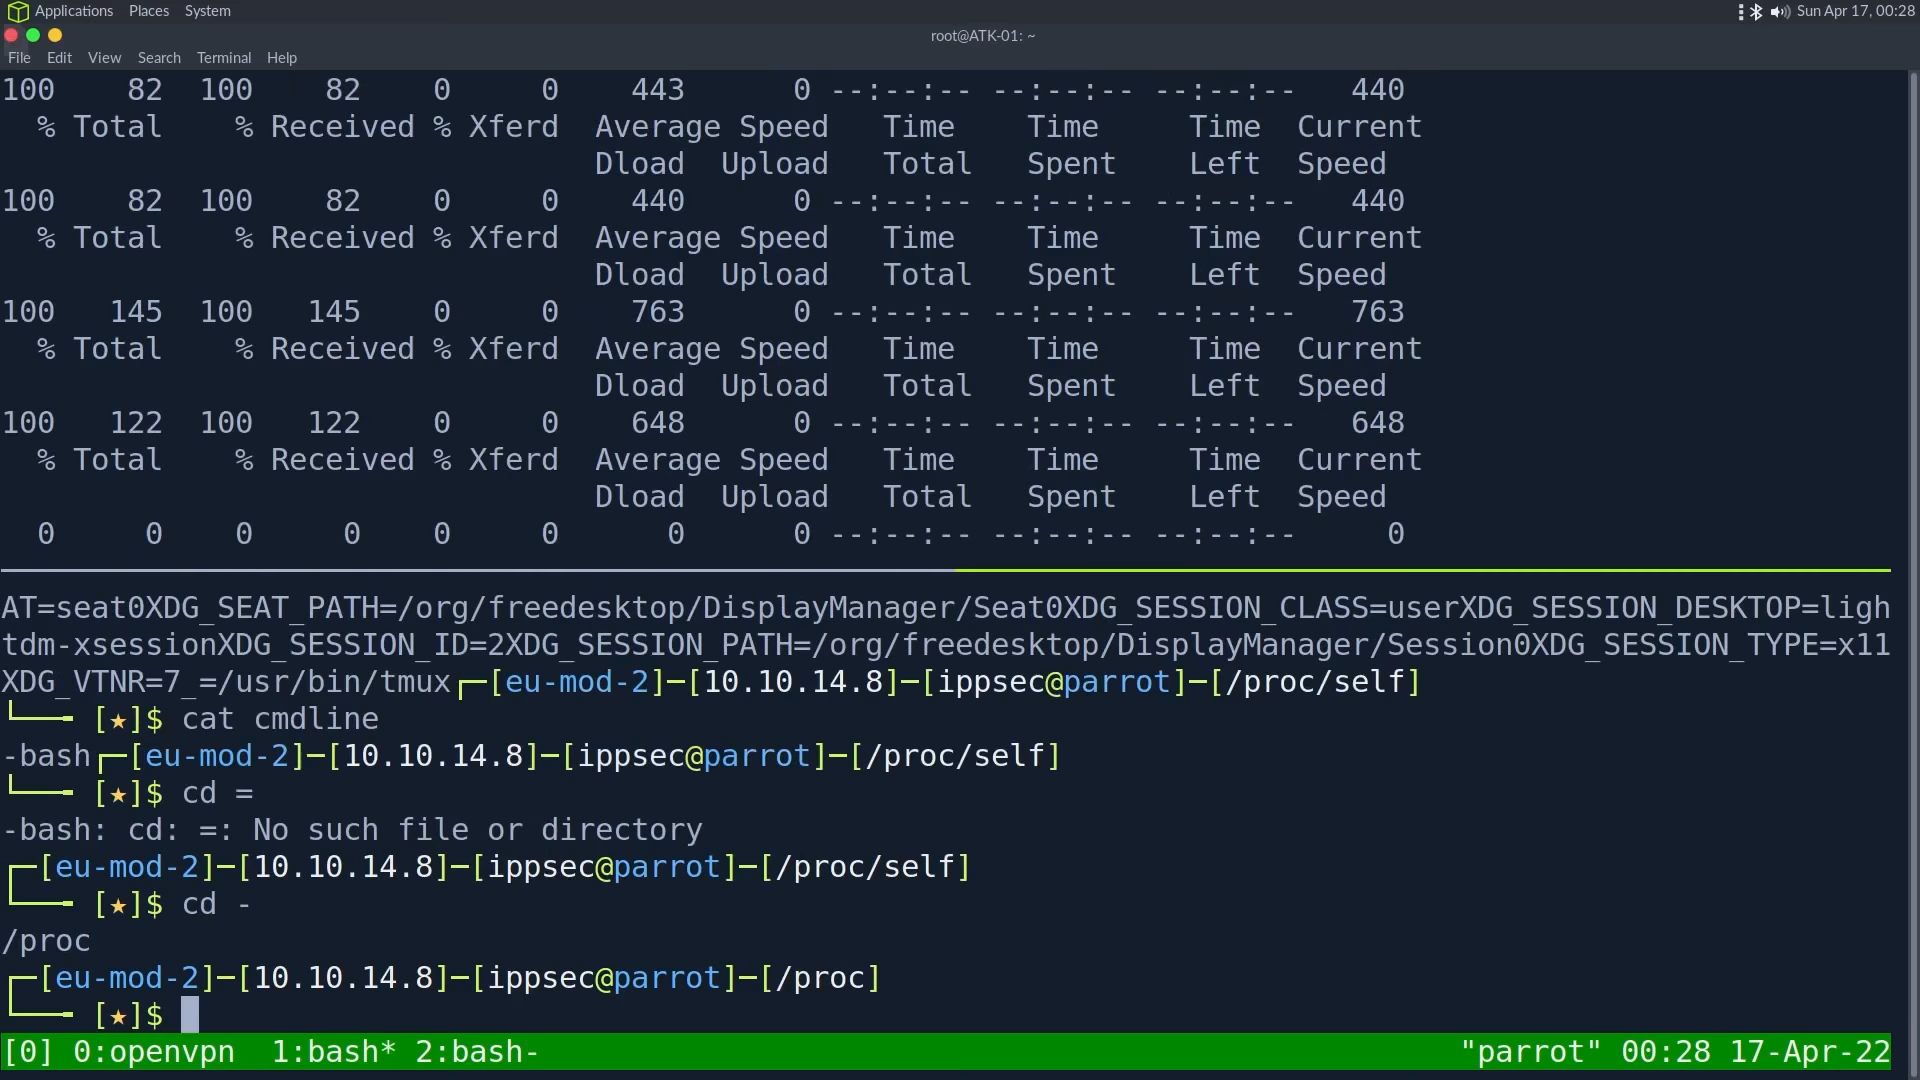 Applications Places System Sun Apr 17, 00:28
root@ATK-01: ~
File Edit View Search Terminal Help
100 82 100 82 0 0 443 0 --:--:-- --:--:-- --:--:-- 440
% Total % Received % Xferd Average Speed Time Time Time Current
Dload Upload Total Spent Left Speed
100 82 100 82 0 0 440 0 --:--:-- --:--:-- --:--:-- 440
% Total % Received % Xferd Average Speed Time Time Time Current
Dload Upload Total Spent Left Speed
100 145 100 145 0 0 763 0 --:--:-- --:--:-- --:--:-- 763
% Total % Received % Xferd Average Speed Time Time Time Current
Dload Upload Total Spent Left Speed
100 122 100 122 0 0 648 0 --:--:-- --:--:-- --:--:-- 648
% Total % Received % Xferd Average Speed Time Time Time Current
Dload Upload Total Spent Left Speed
0 0 0 0 0 0 0 0 --:--:-- --:--:-- --:--:-- 0
AT=seat0XDG_SEAT_PATH=/org/freedesktop/DisplayManager/Seat0XDG_SESSION_CLASS=userXDG_SESSION_DESKTOP=ligh
tdm-xsessionXDG_SESSION_ID=2XDG_SESSION_PATH=/org/freedesktop/DisplayManager/Session0XDG_SESSION_TYPE=x11
XDG_VTNR=7_=/usr/bin/tmux┌─[eu-mod-2]─[10.10.14.8]─[ippsec@parrot]─[/proc/self]
└──╼ [★]$ cat cmdline
-bash┌─[eu-mod-2]─[10.10.14.8]─[ippsec@parrot]─[/proc/self]
└──╼ [★]$ cd =
-bash: cd: =: No such file or directory
┌─[eu-mod-2]─[10.10.14.8]─[ippsec@parrot]─[/proc/self]
└──╼ [★]$ cd -
/proc
┌─[eu-mod-2]─[10.10.14.8]─[ippsec@parrot]─[/proc]
└──╼ [★]$
[0] 0:openvpn 1:bash* 2:bash- "parrot" 00:28 17-Apr-22